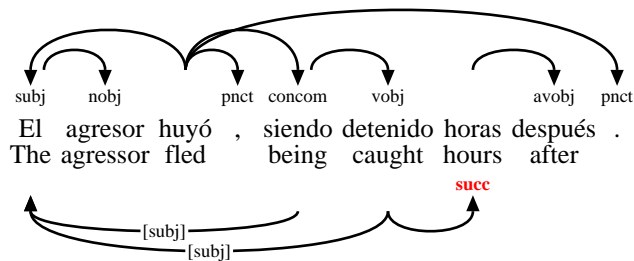 subj nobj pnct concom vobj avobj pnct
El agresor huyó , siendo detenido horas después .
The agressor fled being caught hours after
succ
[subj]
[subj]